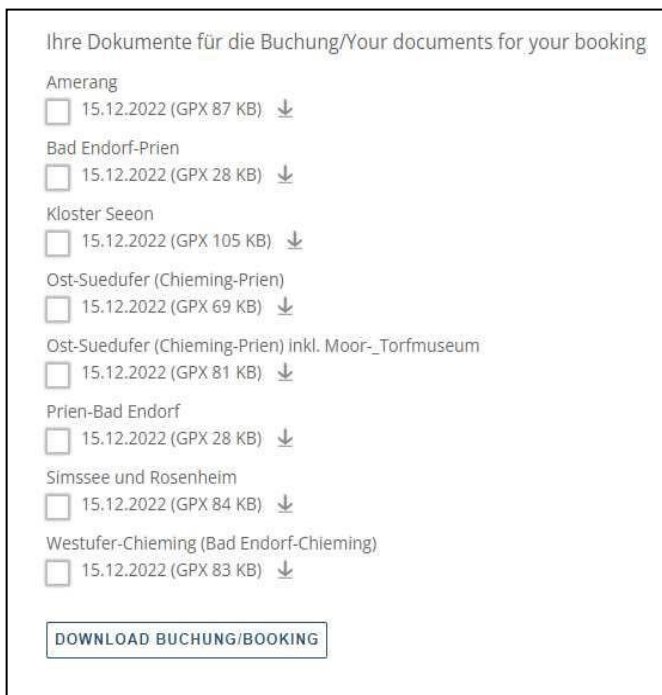 Ihre Dokumente für die Buchung/Your documents for your booking
Amerang
15.12.2022 (GPX 87 KB)
Bad Endorf-Prien
15.12.2022 (GPX 28 KB)
Kloster Seeon
15.12.2022 (GPX 105 KB)
Ost-Suedufer (Chieming-Prien)
15.12.2022 (GPX 69 KB)
Ost-Suedufer (Chieming-Prien) inkl. Moor-_Torfmuseum
15.12.2022 (GPX 81 KB)
Prien-Bad Endorf
15.12.2022 (GPX 28 KB)
Simssee und Rosenheim
15.12.2022 (GPX 84 KB)
Westufer-Chieming (Bad Endorf-Chieming)
15.12.2022 (GPX 83 KB)
DOWNLOAD BUCHUNG/BOOKING